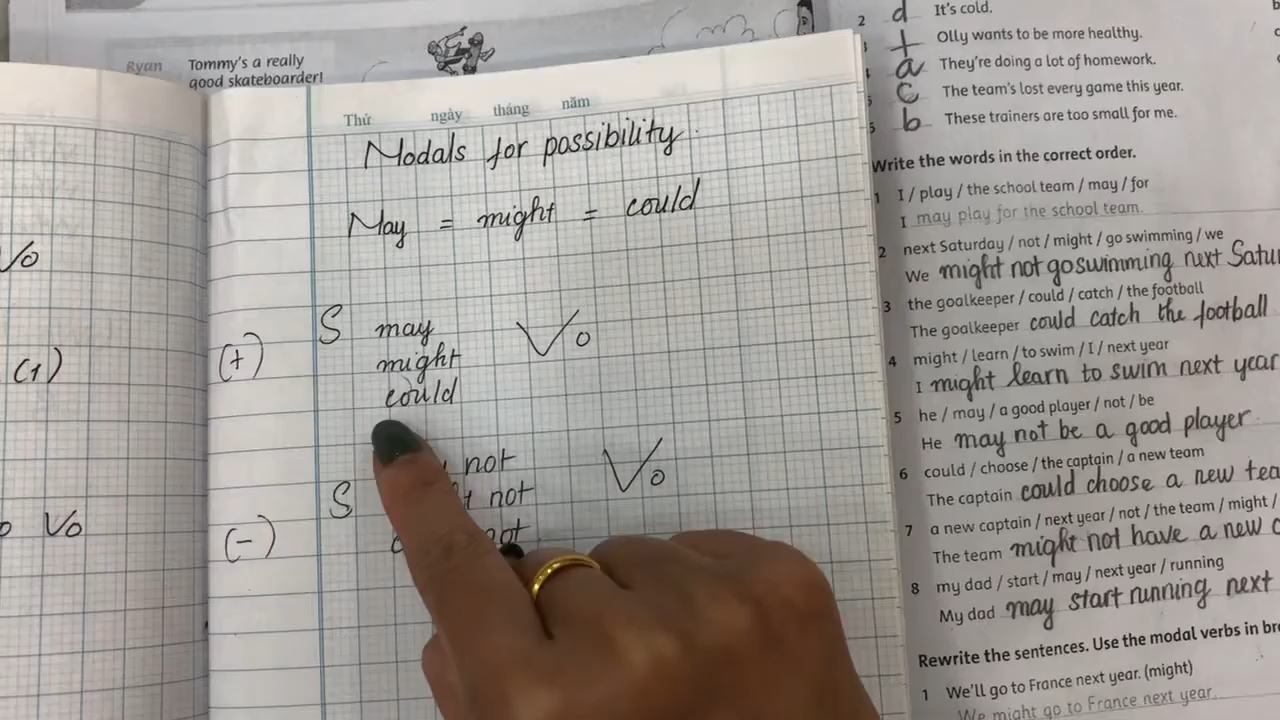 Ryan Tommy's a really
good skateboarder!
Thứ ngày tháng năm
Modals for possibility
May = might = could
Vo
(1)
Vo
(+) S may Vo
might
could
(-) S not Vo
not
not
2 d It's cold.
Olly wants to be more healthy.
a They're doing a lot of homework.
c The team's lost every game this year.
b These trainers are too small for me.
Write the words in the correct order.
1 I / play / the school team / may / for
I may play for the school team.
2 next Saturday / not / might / go swimming / we
We might not go swimming next
3 the goalkeeper / could / catch / the football
The goalkeeper could catch the football
4 might / learn / to swim / I / next year
I might learn to swim next year
5 he / may / a good player / not / be
He may not be a good player
6 could / choose / the captain / a new team
The captain could choose a new
7 a new captain / next year / not / the team / might /
The team might not have a new
8 my dad / start / may / next year / running
My dad may start running next
Rewrite the sentences. Use the modal verbs in
1 We'll go to France next year. (might)
We might go to France next year.